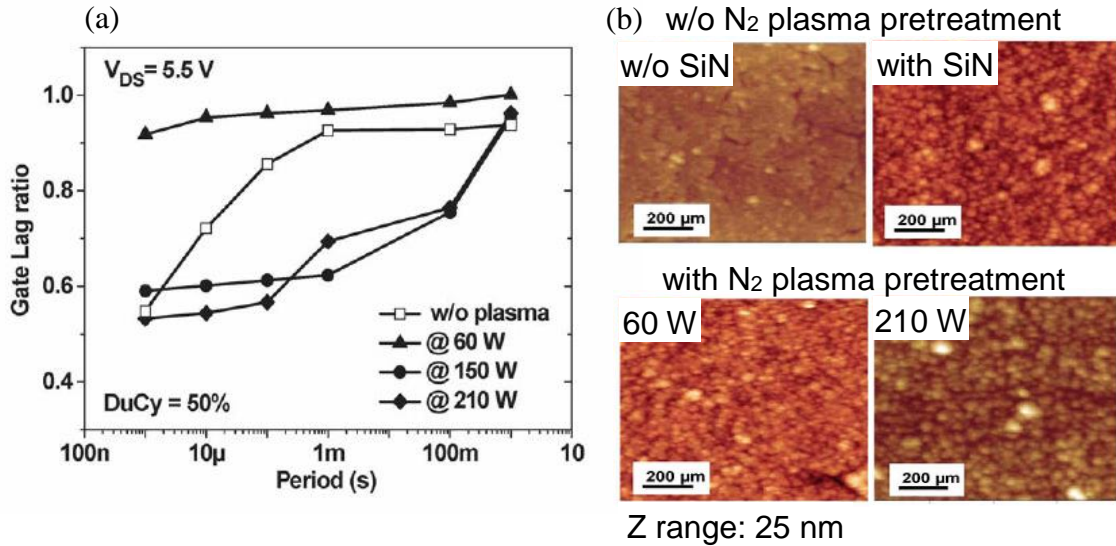 (a)
V_DS = 5.5 V
Gate Lag ratio
1.0
0.8
0.6
0.4
w/o plasma
@ 60 W
@ 150 W
@ 210 W
DuCy = 50%
100n 10µ 1m 100m 10
Period (s)
(b) w/o N₂ plasma pretreatment
w/o SiN with SiN
200 µm 200 µm
with N₂ plasma pretreatment
60 W 210 W
200 µm 200 µm
Z range: 25 nm